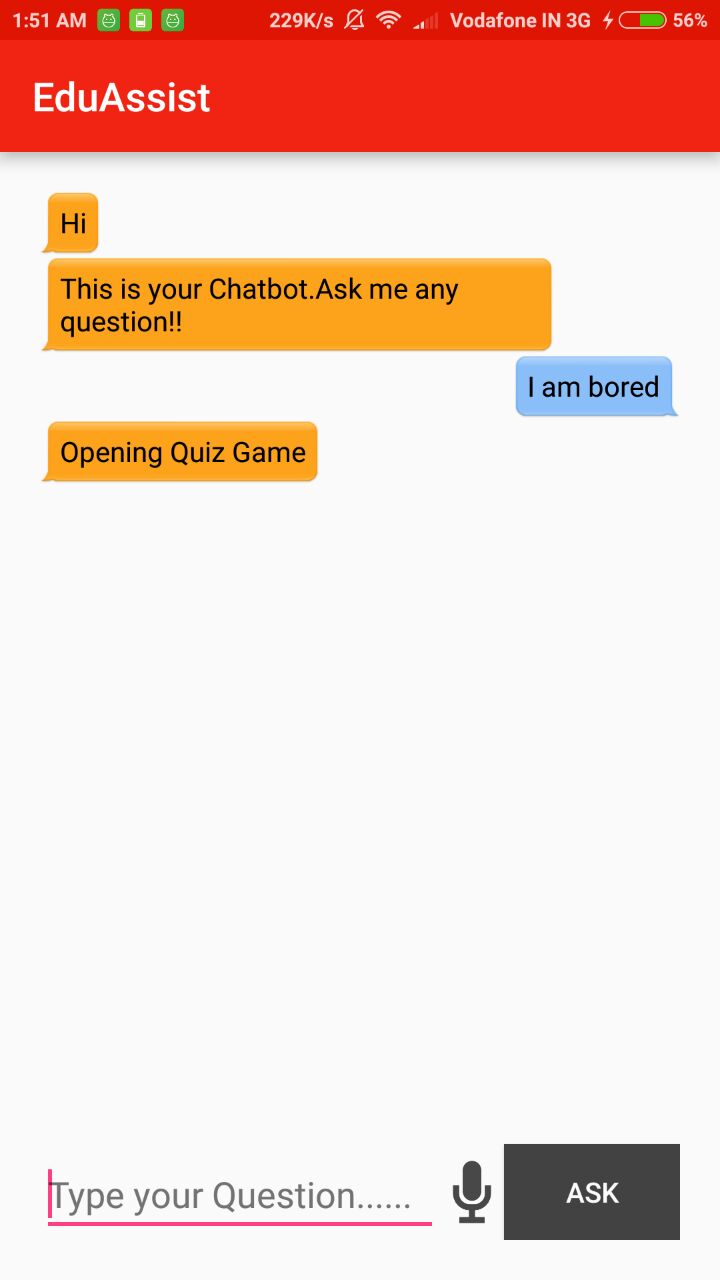 1:51 AM 229K/s Vodafone IN 3G 56%
EduAssist
Hi
This is your Chatbot.Ask me any
question!!
I am bored
Opening Quiz Game
Type your Question......
ASK